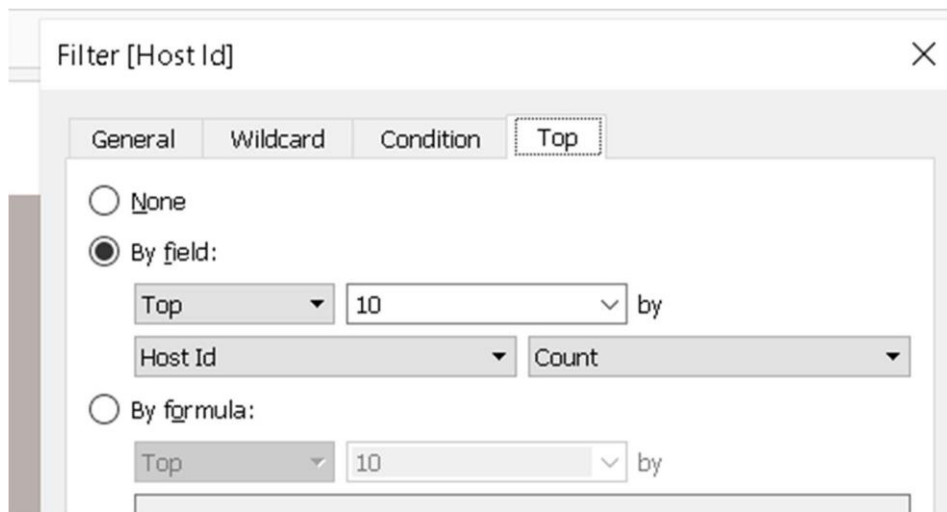 Filter [Host Id]
General Wildcard Condition Top
None
By field:
Top 10 by
Host Id Count
By formula:
Top 10 by